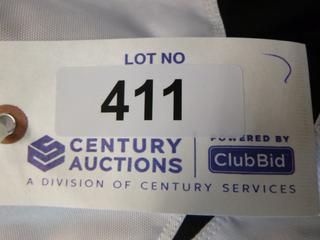 LOT NO
411
CENTURY
AUCTIONS
POWERED BY
ClubBid
A DIVISION OF CENTURY SERVICES